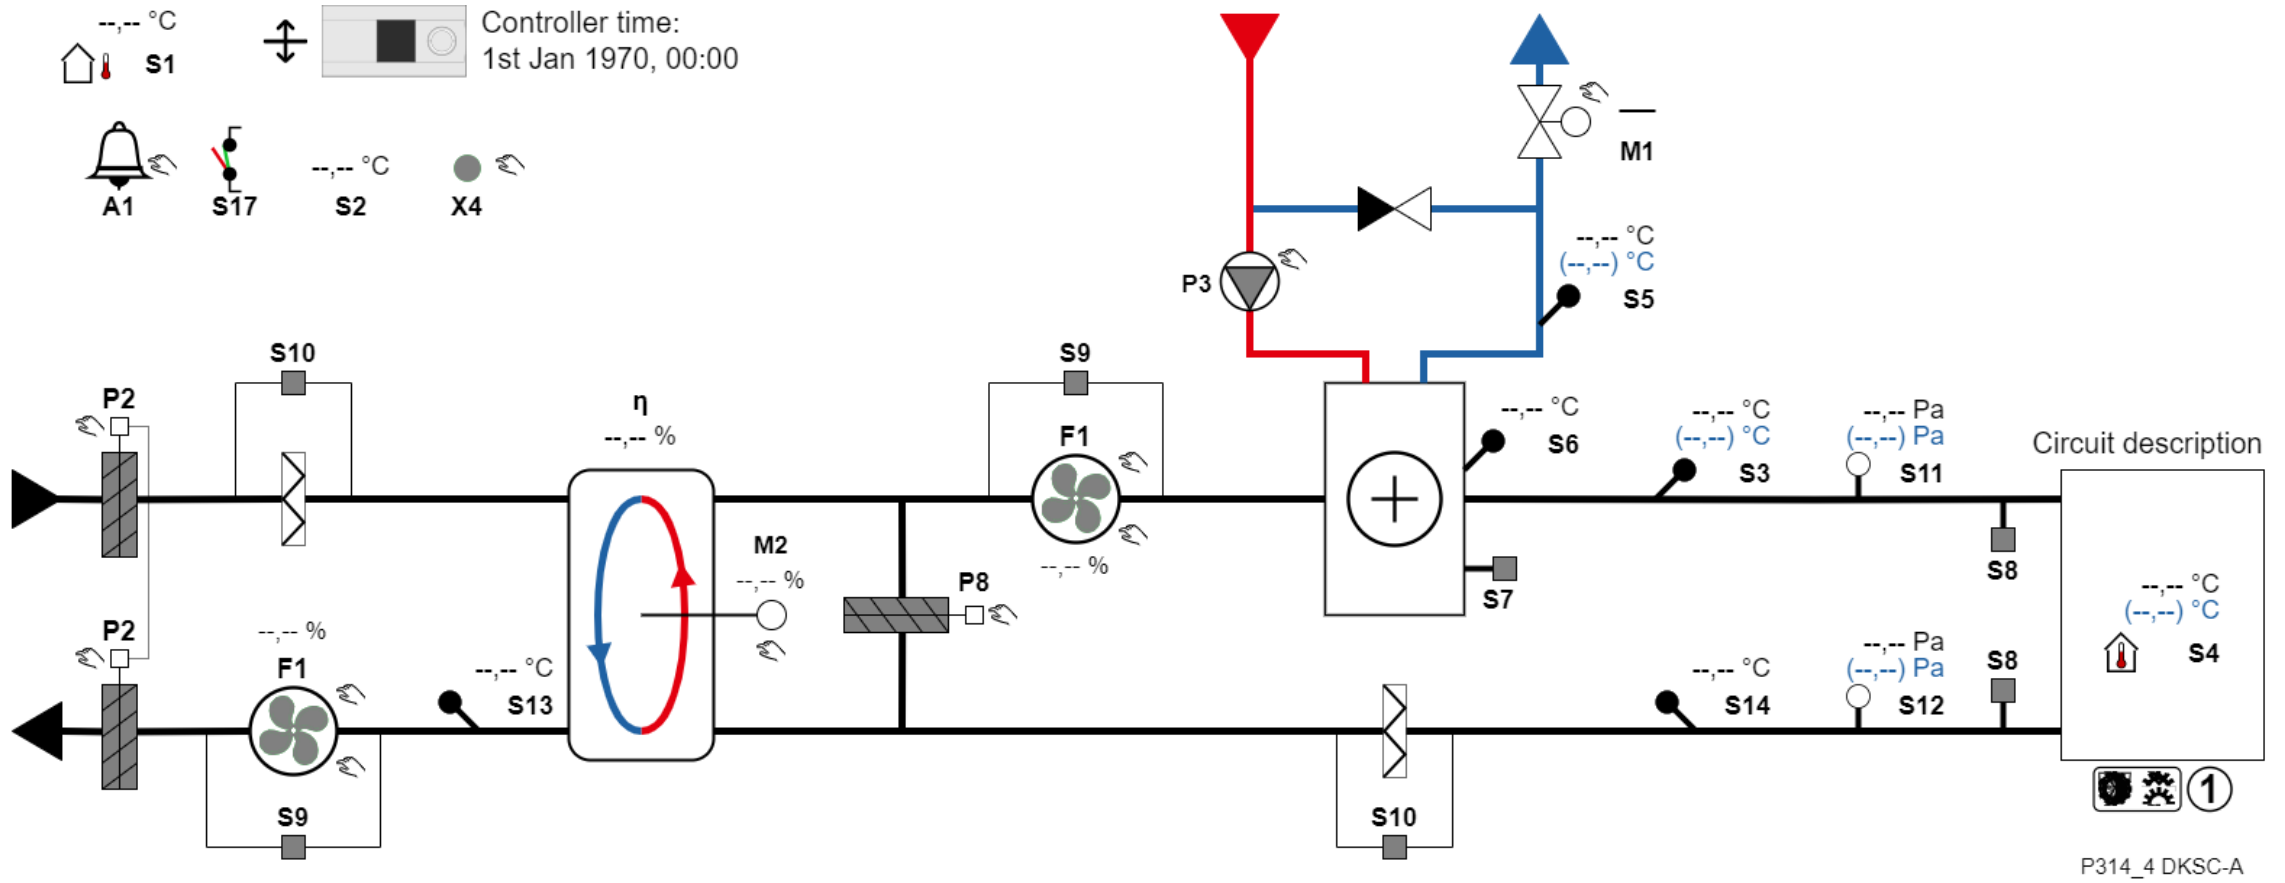 --,-- °C
S1
Controller time:
1st Jan 1970, 00:00
A1
S17
--,-- °C
S2
X4
M1
--,-- °C
(--,--) °C
S5
P3
S10
P2
η
--,-- %
S9
F1
--,-- %
--,-- °C
S6
--,-- °C
(--,--) °C
S3
--,-- Pa
(--,--) Pa
S11
Circuit description
M2
--,-- %
P8
S7
S8
--,-- °C
(--,--) °C
S4
P2
--,-- %
F1
--,-- °C
S13
--,-- °C
S14
--,-- Pa
(--,--) Pa
S12
S8
S9
S10
1
P314_4 DKSC-A